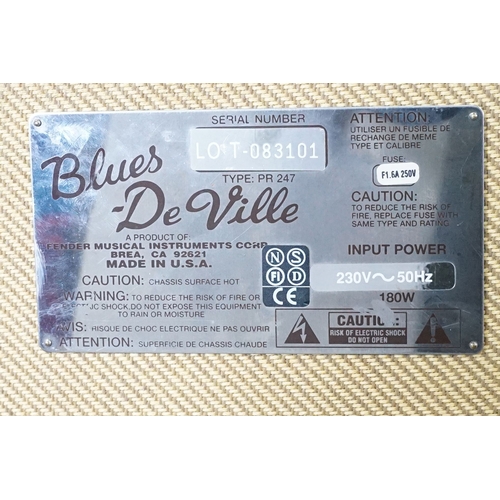 SERIAL NUMBER
LO T-083101
Blues
-De Ville
TYPE: PR 247
A PRODUCT OF:
FENDER MUSICAL INSTRUMENTS CORP.
BREA, CA 92621
MADE IN U.S.A.
CAUTION: CHASSIS SURFACE HOT
WARNING: TO REDUCE THE RISK OF FIRE OR
ELECTRIC SHOCK, DO NOT EXPOSE THIS EQUIPMENT
TO RAIN OR MOISTURE
AVIS: RISQUE DE CHOC ELECTRIQUE NE PAS OUVRIR
ATTENTION: SUPERFICIE DE CHASSIS CHAUDE
ATTENTION:
UTILISER UN FUSIBLE DE
RECHANGE DE MEME
TYPE ET CALIBRE
FUSE:
F1.6A 250V
CAUTION:
TO REDUCE THE RISK OF
FIRE, REPLACE FUSE WITH
SAME TYPE AND RATING
INPUT POWER
230V~50Hz
180W
N S
FI D
CE
CAUTION:
RISK OF ELECTRIC SHOCK
DO NOT OPEN